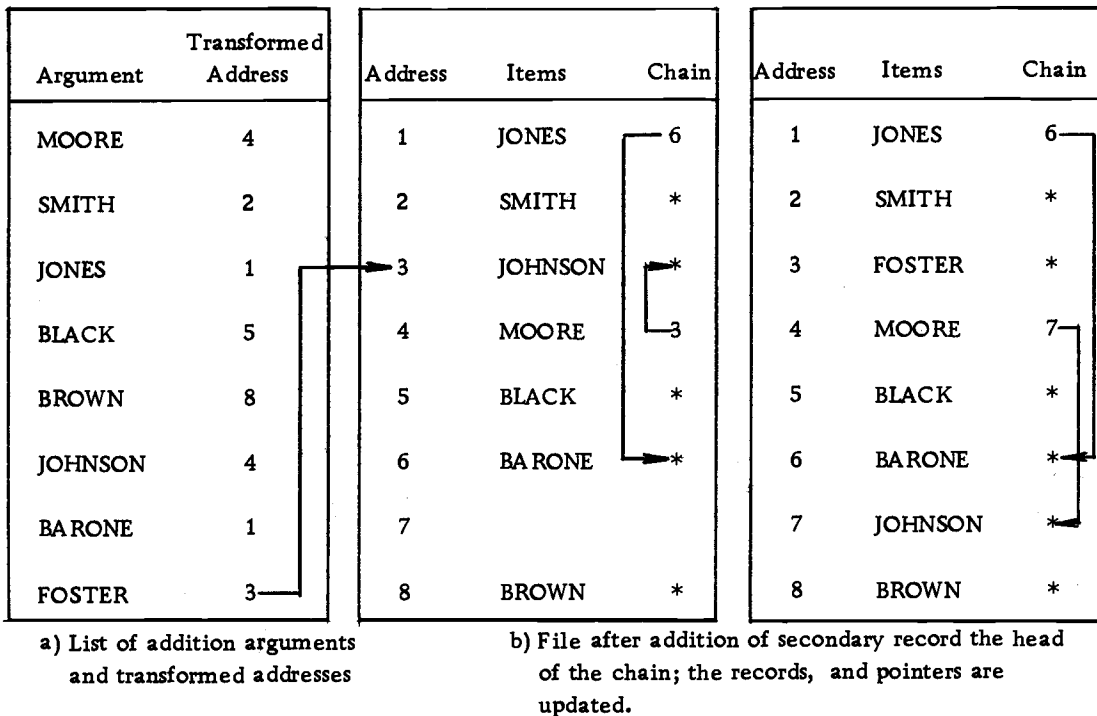 Argument Transformed Address
MOORE 4
SMITH 2
JONES 1
BLACK 5
BROWN 8
JOHNSON 4
BARONE 1
FOSTER 3
a) List of addition arguments
and transformed addresses
Address Items Chain
1 JONES 6
2 SMITH *
3 JOHNSON *
4 MOORE 3
5 BLACK *
6 BARONE *
7
8 BROWN *
Address Items Chain
1 JONES 6
2 SMITH *
3 FOSTER *
4 MOORE 7
5 BLACK *
6 BARONE *
7 JOHNSON *
8 BROWN *
b) File after addition of secondary record the head
of the chain; the records, and pointers are
updated.